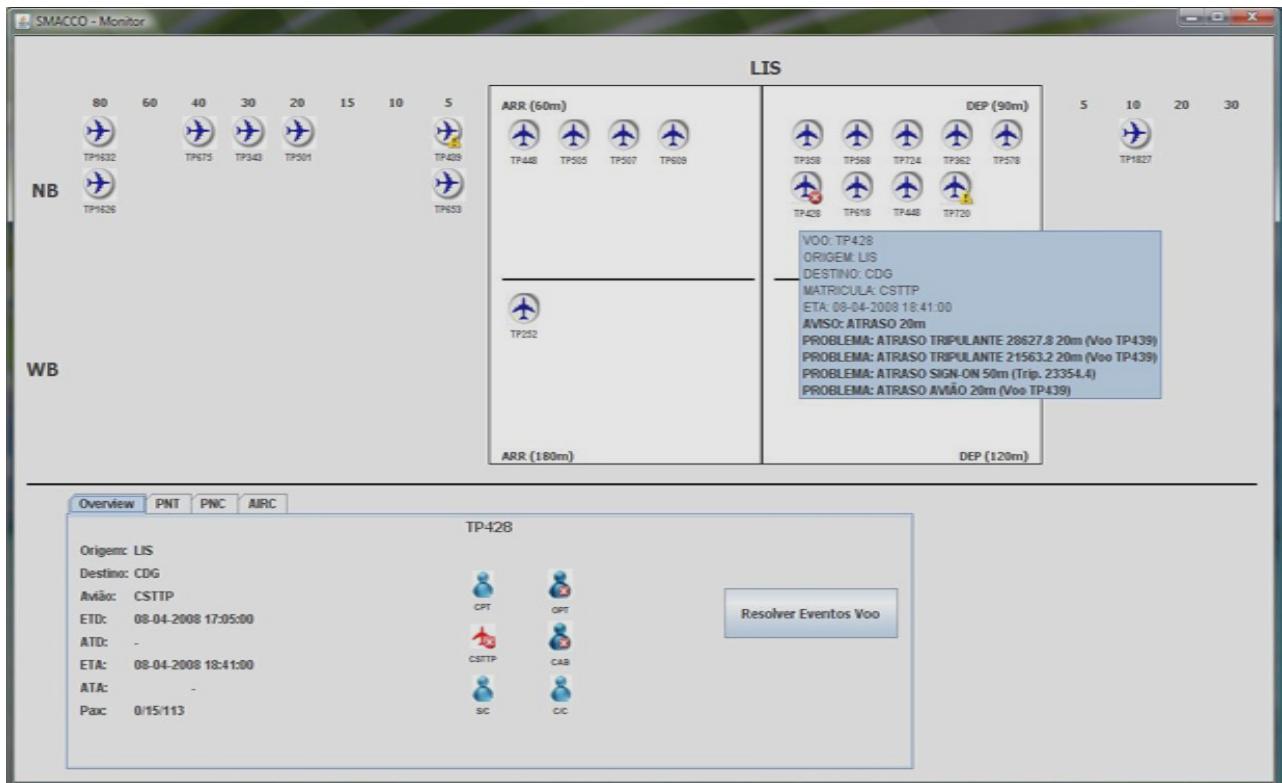 SMACCO - Monitor
LIS
80 60 40 30 20 15 10 5
ARR (60m)
DEP (90m)
5 10 20 30
TP1632 TP675 TP343 TP501 TP439
TP448 TP505 TP507 TP609
TP358 TP568 TP724 TP362 TP578
TP1827
NB
TP1626 TP653
TP428 TP618 TP448 TP720
VOO: TP428
ORIGEM: LIS
DESTINO: CDG
MATRICULA: CSTTP
ETA: 08-04-2008 18:41:00
AVISO: ATRASO 20m
PROBLEMA: ATRASO TRIPULANTE 28627.8 20m (Voo TP439)
PROBLEMA: ATRASO TRIPULANTE 21563.2 20m (Voo TP439)
PROBLEMA: ATRASO SIGN-ON 50m (Trip. 23354.4)
PROBLEMA: ATRASO AVIÃO 20m (Voo TP439)
TP252
WB
ARR (180m)
DEP (120m)
Overview PNT PNC AIRC
TP428
Origem: LIS
Destino: CDG
Avião: CSTTP
ETD: 08-04-2008 17:05:00
ATD: -
ETA: 08-04-2008 18:41:00
ATA: -
Pax: 0/15/113
CPT OPT
CSTTP CAB
S/C C/C
Resolver Eventos Voo